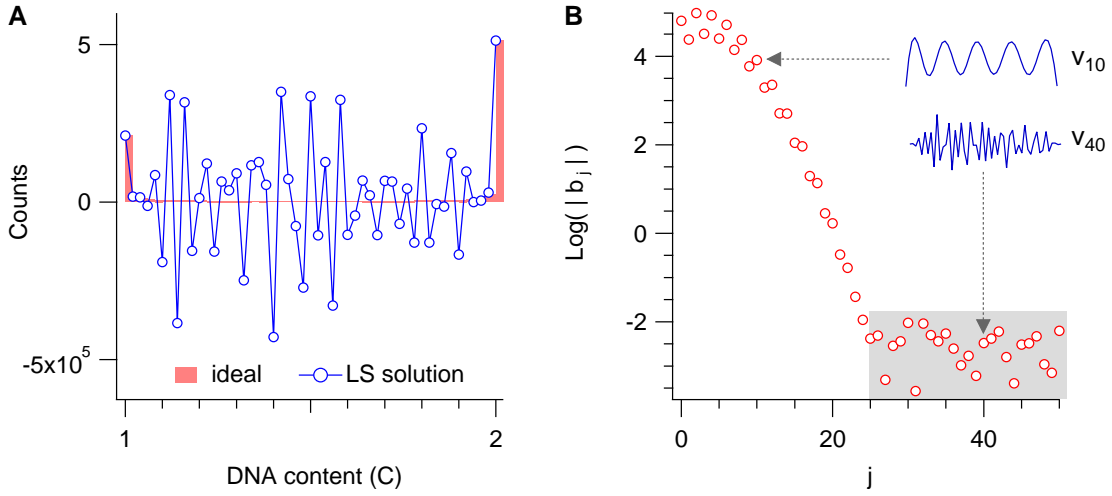 A
Counts
5
0
-5x10⁵
ideal
LS solution
1
2
DNA content (C)
B
Log( | bⱼ | )
4
2
0
-2
v₁₀
v₄₀
0
20
40
j